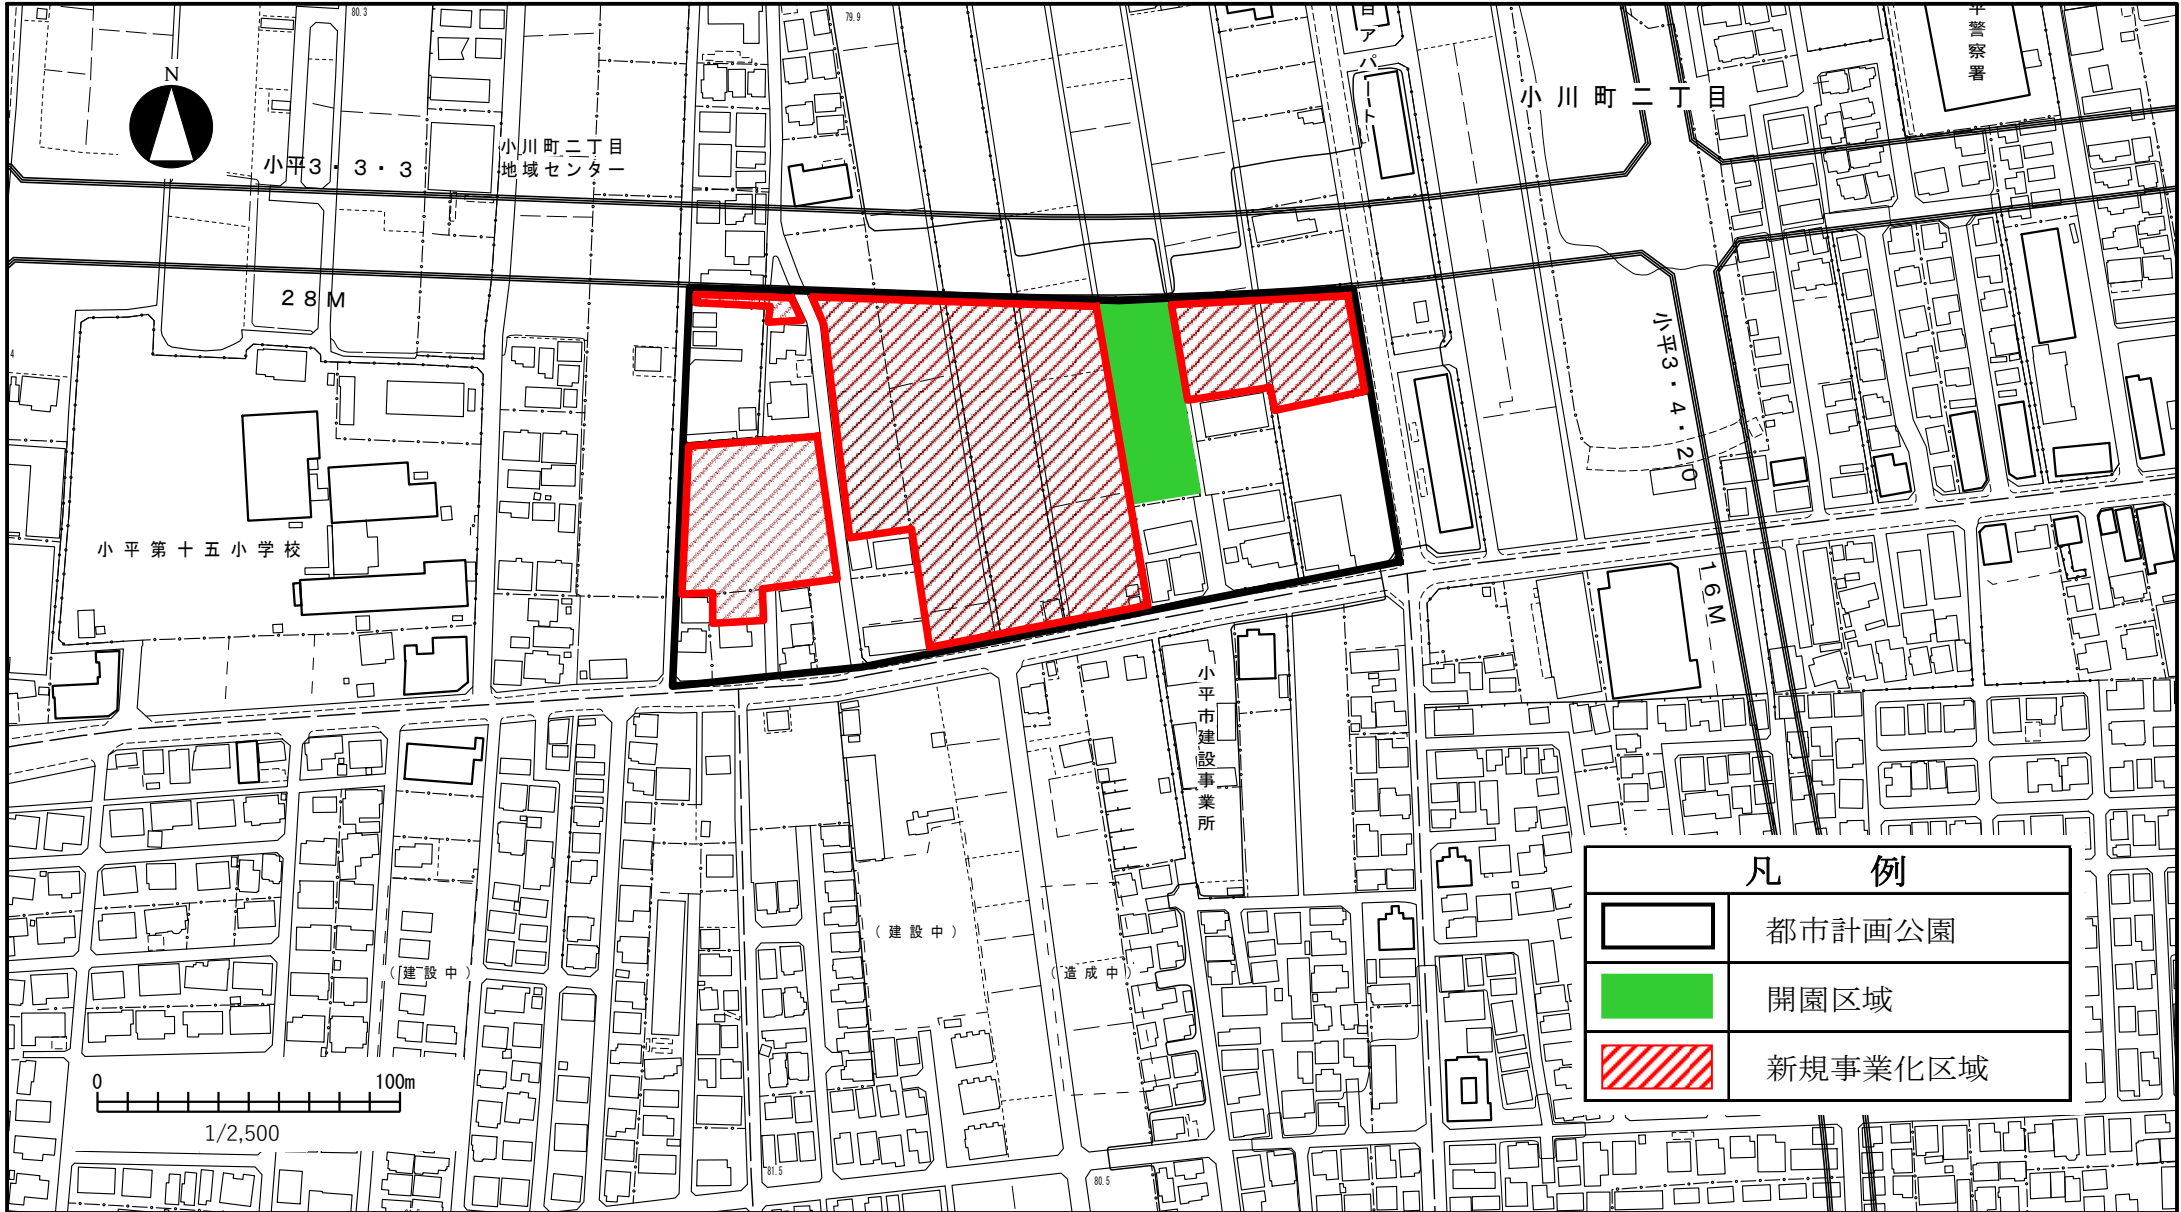 80.3
79.9
N
小平3・3・3
小川町二丁目
地域センター
目アパート
小川町二丁目
平警察署
28M
小平3・4・20
16M
小平第十五小学校
小平市建設事業所
(建設中)
(建設中)
(造成中)
0 100m
1/2,500
81.5
80.5
凡 例
都市計画公園
開園区域
新規事業化区域